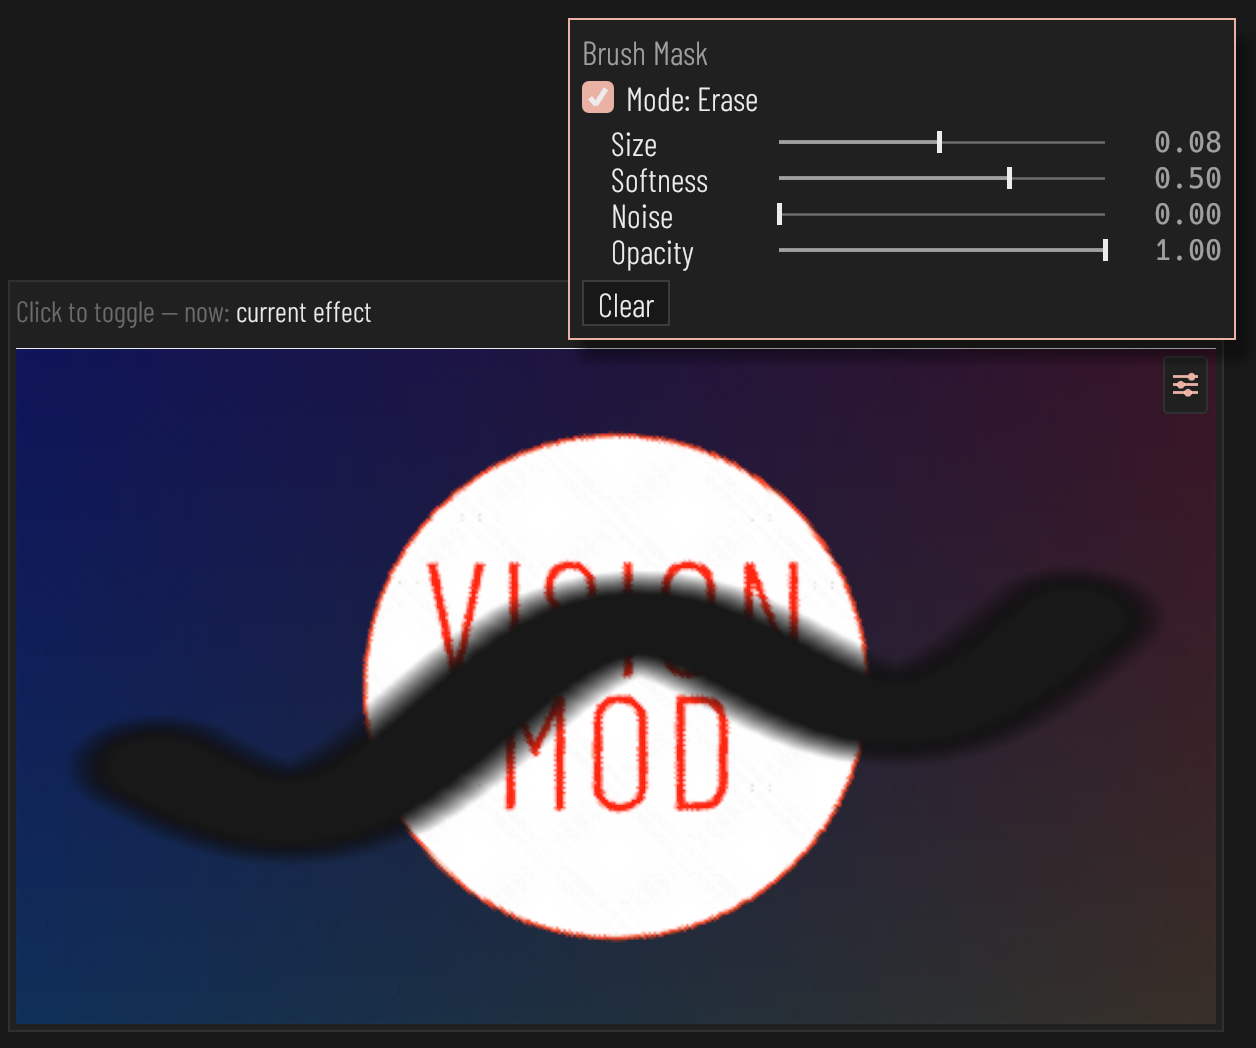 Brush Mask
Mode: Erase
Size 0.08
Softness 0.50
Noise 0.00
Opacity 1.00
Clear
Click to toggle — now: current effect
VISION
MOD